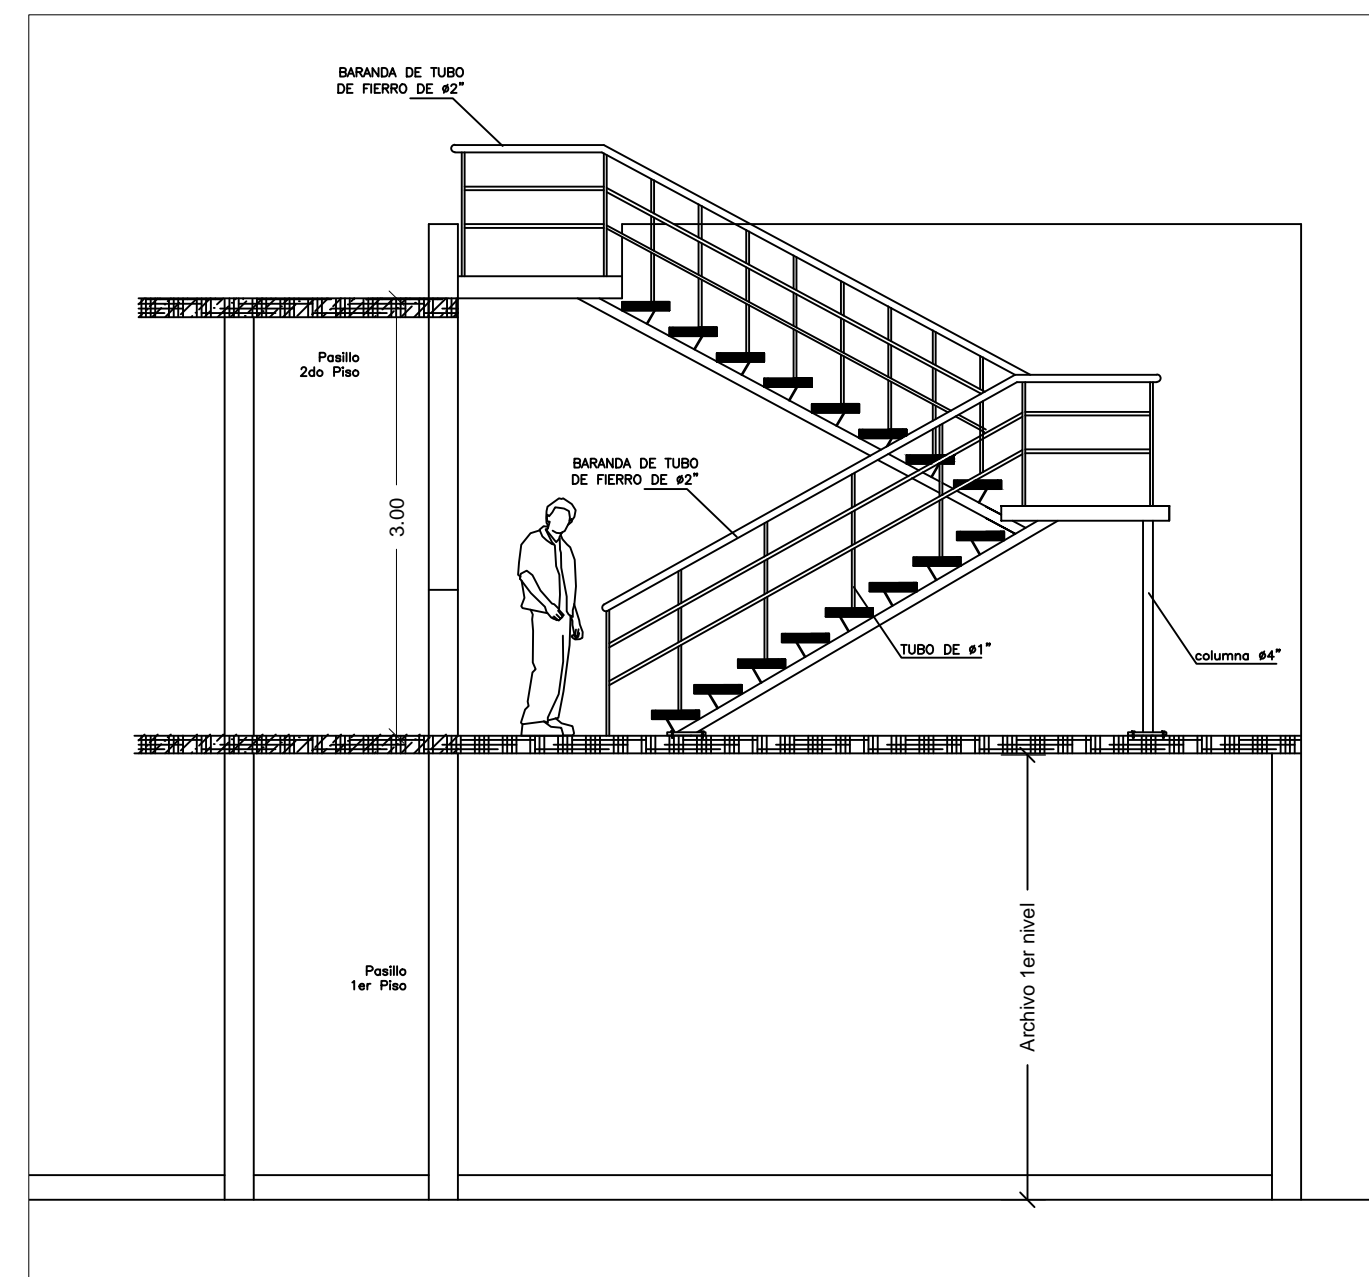 BARANDA DE TUBO
DE FIERRO DE ø2"
Pasillo
2do Piso
3.00
BARANDA DE TUBO
DE FIERRO DE ø2"
TUBO DE ø1"
columna ø4"
Pasillo
1er Piso
Archivo 1er nivel